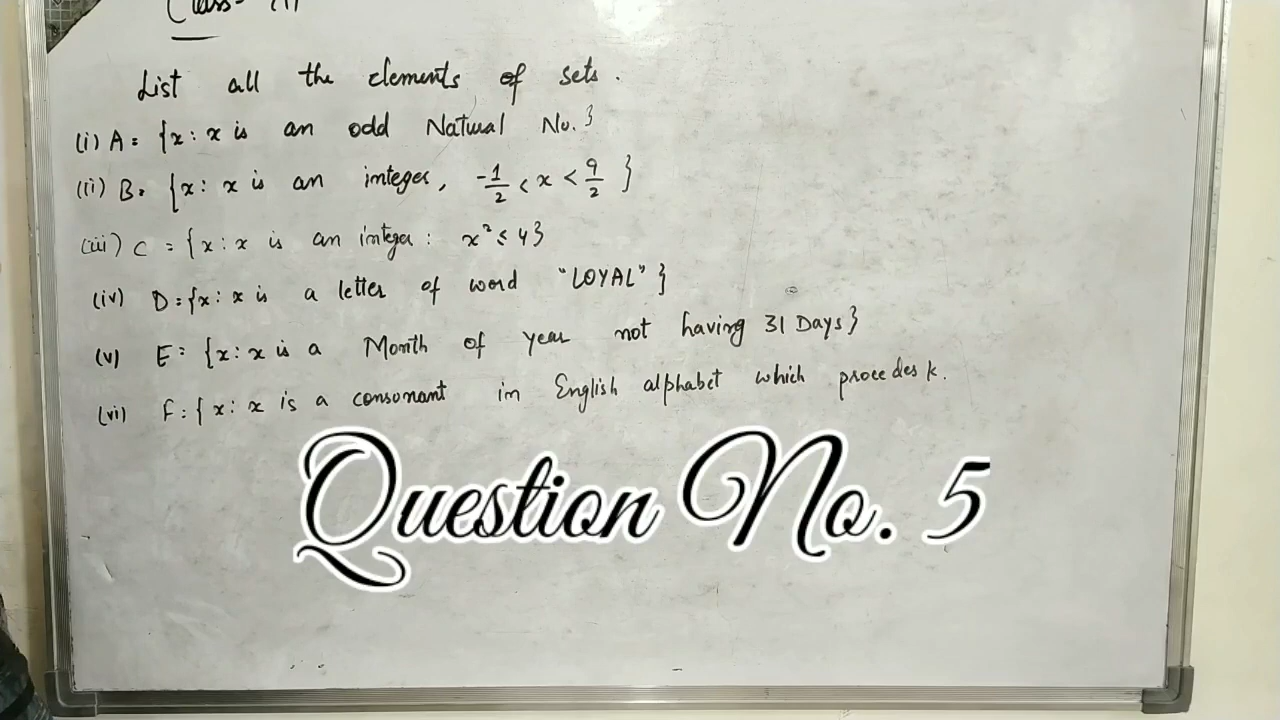 Class- XI
List all the elements of sets.
(i) A= {x: x is an odd Natural No.}
(ii) B= {x: x is an integer, -1/2 < x < 9/2 }
(iii) C = {x: x is an integer: x² ≤ 4}
(iv) D={x: x is a letter of word "LOYAL"}
(v) E= {x: x is a Month of year not having 31 Days}
(vi) F={ x: x is a consonant in English alphabet which procedes k.
Question No. 5